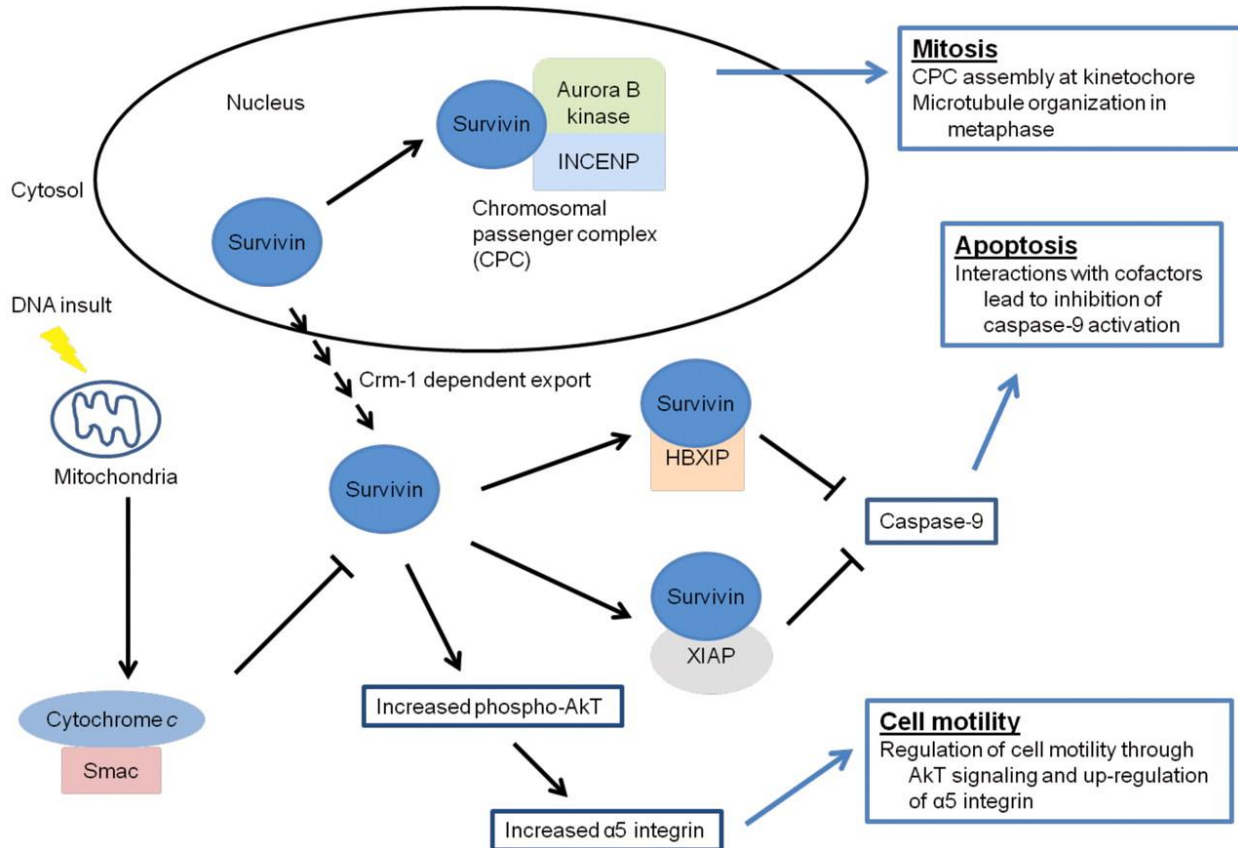 Nucleus
Survivin
Aurora B
kinase
INCENP
Mitosis
CPC assembly at kinetochore
Microtubule organization in
metaphase
Cytosol
Survivin
Chromosomal
passenger complex
(CPC)
Apoptosis
Interactions with cofactors
lead to inhibition of
caspase-9 activation
DNA insult
Crm-1 dependent export
Mitochondria
Survivin
Survivin
HBXIP
Caspase-9
Survivin
XIAP
Cytochrome c
Smac
Increased phospho-AkT
Increased α5 integrin
Cell motility
Regulation of cell motility through
AkT signaling and up-regulation
of α5 integrin